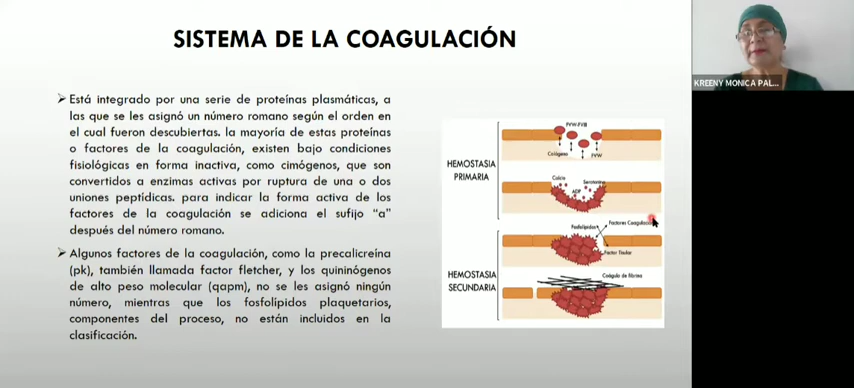 SISTEMA DE LA COAGULACIÓN
KREENY MONICA PAL...
Está integrado por una serie de proteínas plasmáticas, a
las que se les asignó un número romano según el orden en
el cual fueron descubiertas. la mayoría de estas proteínas
o factores de la coagulación, existen bajo condiciones
fisiológicas en forma inactiva, como cimógenos, que son
convertidos a enzimas activas por ruptura de una o dos
uniones peptídicas. para indicar la forma activa de los
factores de la coagulación se adiciona el sufijo “a”
después del número romano.
Algunos factores de la coagulación, como la precalicreína
(pk), también llamada factor fletcher, y los quininógenos
de alto peso molecular (qapm), no se les asignó ningún
número, mientras que los fosfolípidos plaquetarios,
componentes del proceso, no están incluidos en la
clasificación.
HEMOSTASIA
PRIMARIA
Colágeno
FVW
Calcio
Serotonina
ADP
HEMOSTASIA
SECUNDARIA
Fosfolípidos
Factores Coagulación
Factor Tisular
Coágulo de fibrina